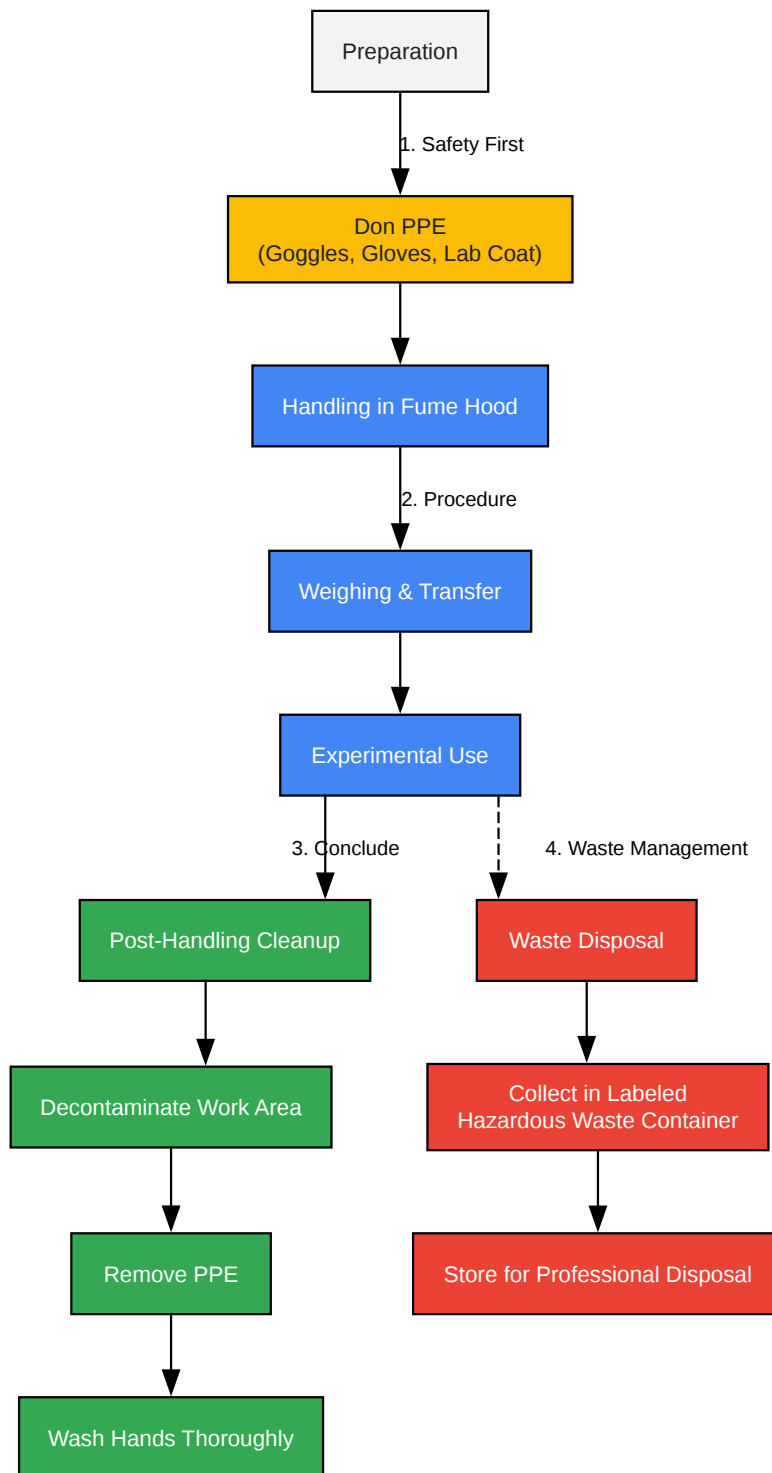 Preparation
1. Safety First
Don PPE
(Goggles, Gloves, Lab Coat)
Handling in Fume Hood
2. Procedure
Weighing & Transfer
Experimental Use
3. Conclude
4. Waste Management
Post-Handling Cleanup
Waste Disposal
Decontaminate Work Area
Collect in Labeled
Hazardous Waste Container
Remove PPE
Store for Professional Disposal
Wash Hands Thoroughly